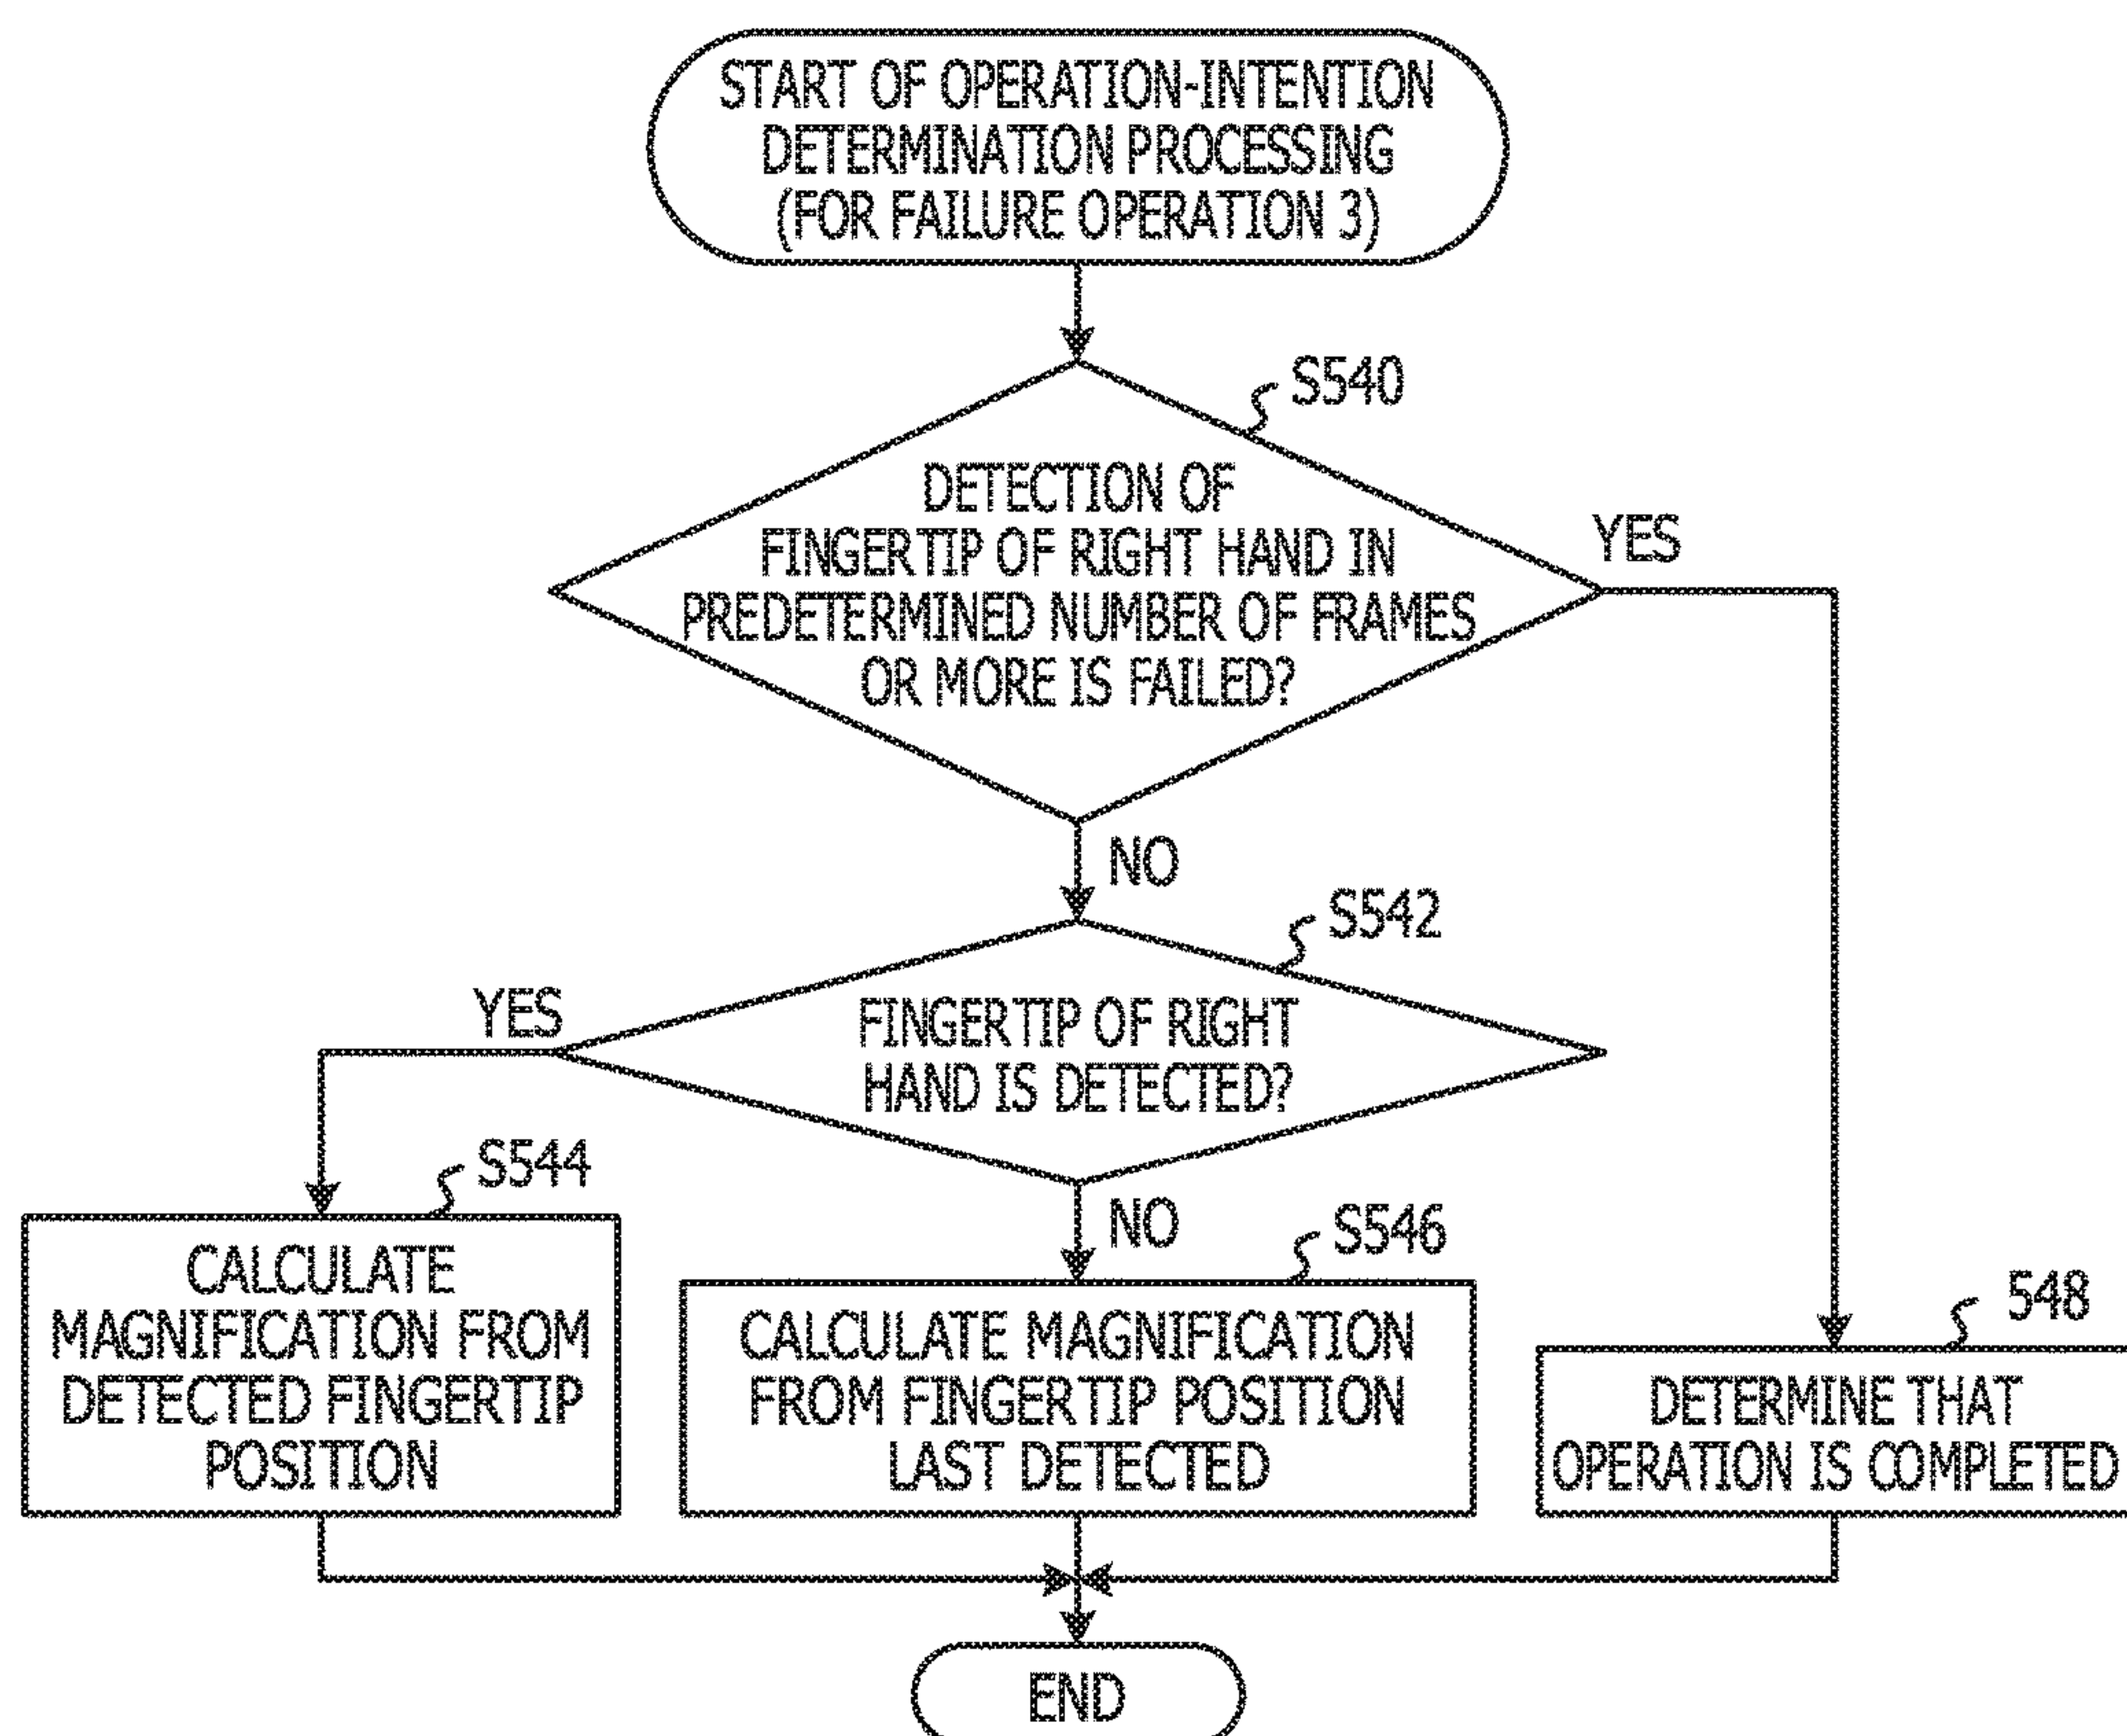 START OF OPERATION-INTENTION
DETERMINATION PROCESSING
(FOR FAILURE OPERATION 3)
S540
DETECTION OF
FINGERTIP OF RIGHT HAND IN
PREDETERMINED NUMBER OF FRAMES
OR MORE IS FAILED?
YES
NO
S542
YES
FINGERTIP OF RIGHT
HAND IS DETECTED?
S544
NO
S546
CALCULATE
MAGNIFICATION FROM
DETECTED FINGERTIP
POSITION
CALCULATE MAGNIFICATION
FROM FINGERTIP POSITION
LAST DETECTED
548
DETERMINE THAT
OPERATION IS COMPLETED
END